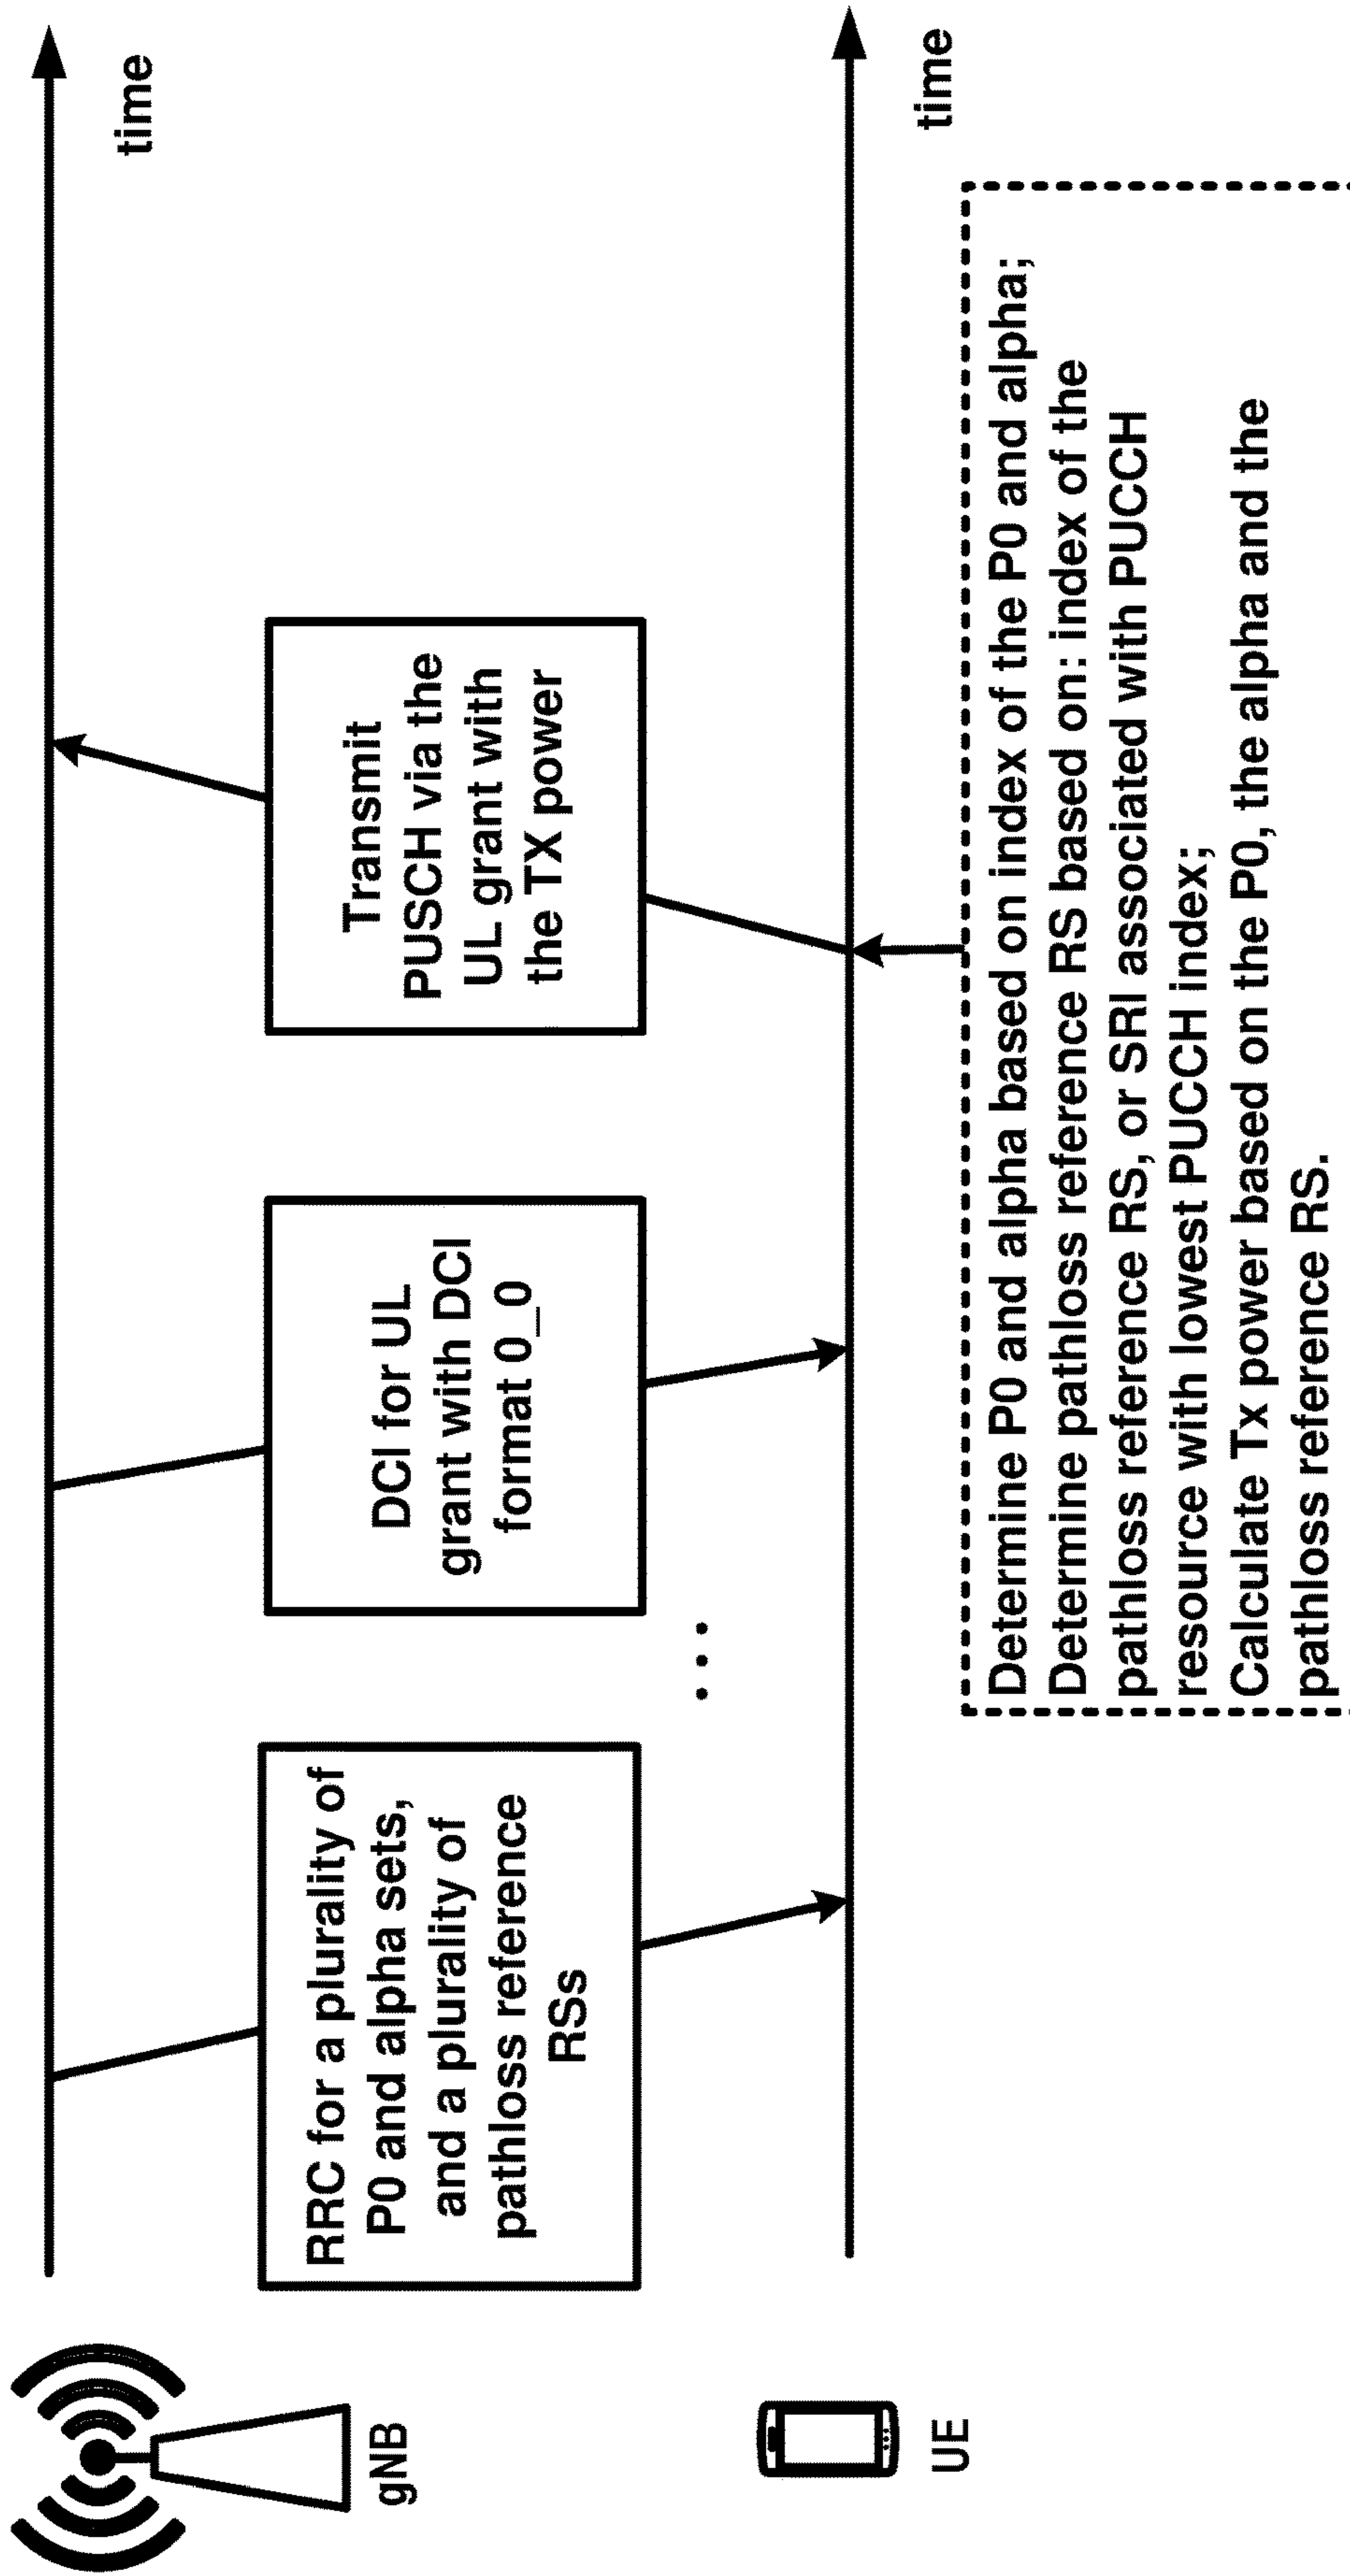 gNB
time
RRC for a plurality of
P0 and alpha sets,
and a plurality of
pathloss reference
RSs
...
DCI for UL
grant with DCI
format 0_0
Transmit
PUSCH via the
UL grant with
the TX power
UE
time
Determine P0 and alpha based on index of the P0 and alpha;
Determine pathloss reference RS based on: index of the
pathloss reference RS, or SRI associated with PUCCH
resource with lowest PUCCH index;
Calculate Tx power based on the P0, the alpha and the
pathloss reference RS.